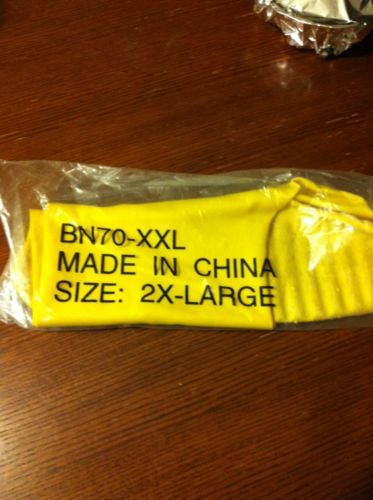 BN70-XXL
MADE IN CHINA
SIZE: 2X-LARGE